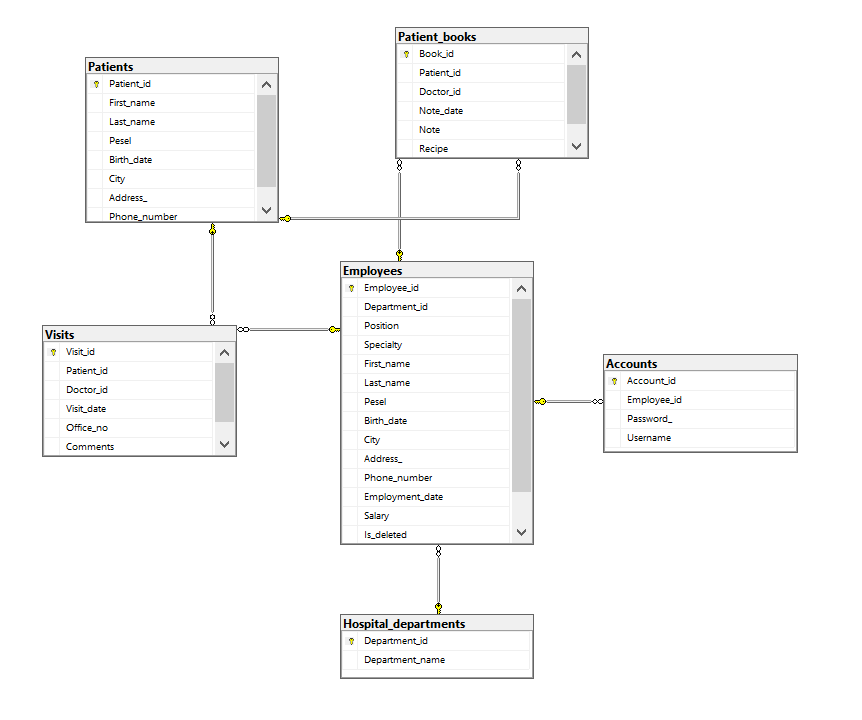 Patient_books
Book_id
Patient_id
Doctor_id
Note_date
Note
Recipe
Patients
Patient_id
First_name
Last_name
Pesel
Birth_date
City
Address_
Phone_number
Employees
Employee_id
Department_id
Position
Specialty
First_name
Last_name
Pesel
Birth_date
City
Address_
Phone_number
Employment_date
Salary
Is_deleted
Visits
Visit_id
Patient_id
Doctor_id
Visit_date
Office_no
Comments
Accounts
Account_id
Employee_id
Password_
Username
Hospital_departments
Department_id
Department_name